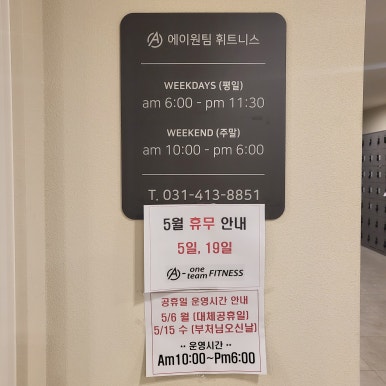 에이원팀 휘트니스
WEEKDAYS (평일)
am 6:00 - pm 11:30
WEEKEND (주말)
am 10:00 - pm 6:00
T. 031-413-8851
5월 휴무 안내
5일, 19일
A-one team FITNESS
공휴일 운영시간 안내
5/6 월 (대체공휴일)
5/15 수 (부처님오신날)
·· 운영시간 ··
Am10:00~Pm6:00